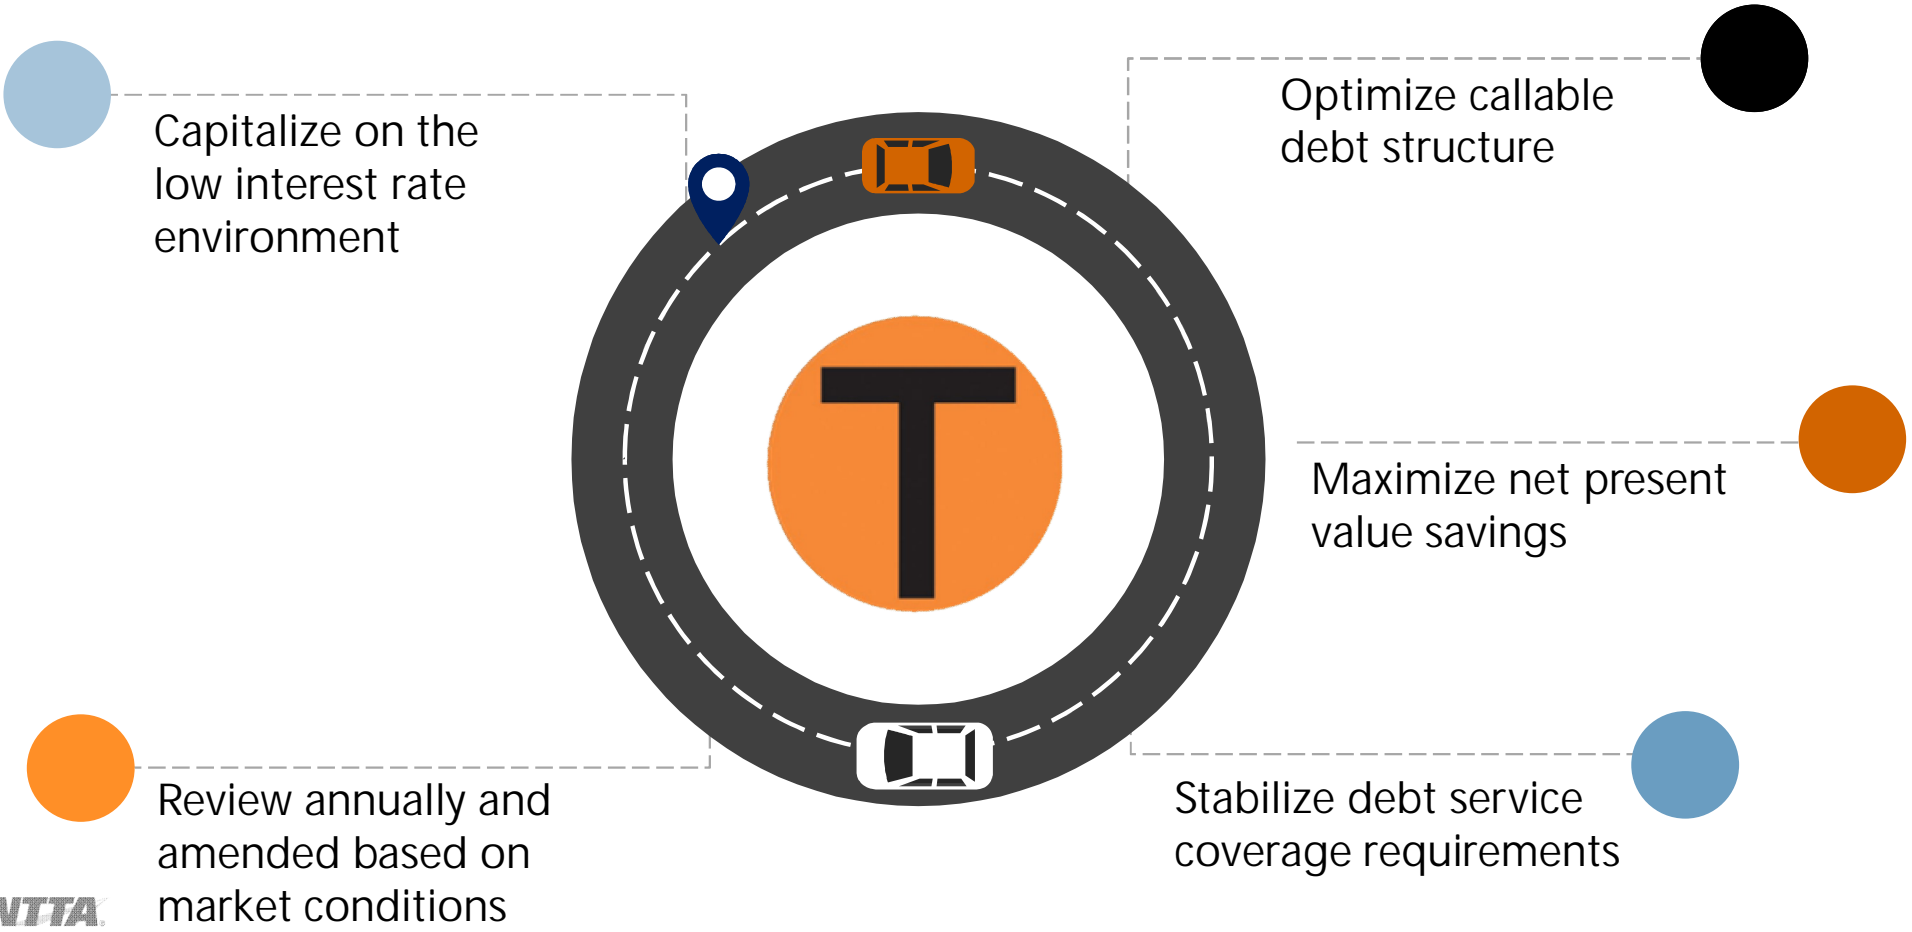 Capitalize on the
low interest rate
environment
Optimize callable
debt structure
T
Maximize net present
value savings
Stabilize debt service
coverage requirements
Review annually and
amended based on
market conditions
NTTA